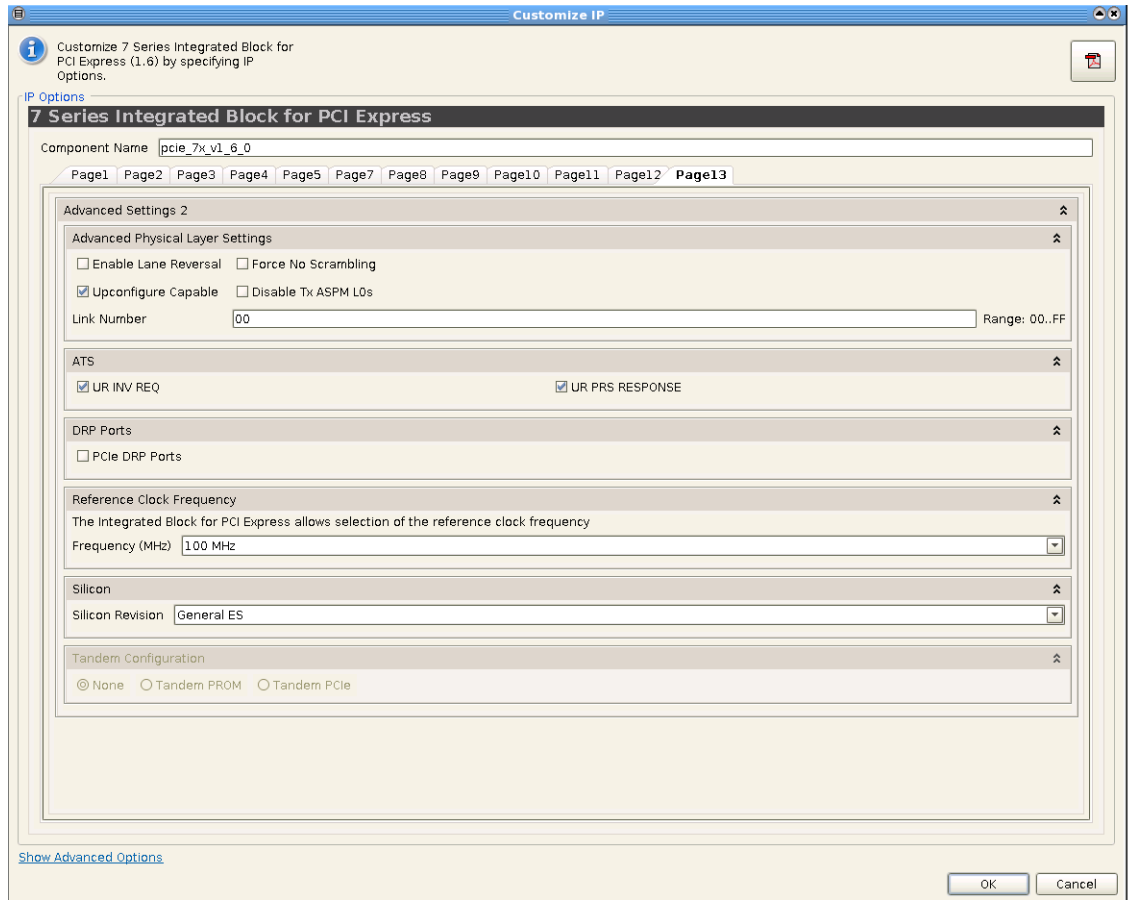 Customize IP
Customize 7 Series Integrated Block for
PCI Express (1.6) by specifying IP
Options.
IP Options
7 Series Integrated Block for PCI Express
Component Name pcie_7x_v1_6_0
Page1 Page2 Page3 Page4 Page5 Page7 Page8 Page9 Page10 Page11 Page12 Page13
Advanced Settings 2
Advanced Physical Layer Settings
Enable Lane Reversal Force No Scrambling
Upconfigure Capable Disable Tx ASPM L0s
Link Number 00 Range: 00..FF
ATS
UR INV REQ UR PRS RESPONSE
DRP Ports
PCIe DRP Ports
Reference Clock Frequency
The Integrated Block for PCI Express allows selection of the reference clock frequency
Frequency (MHz) 100 MHz
Silicon
Silicon Revision General ES
Tandem Configuration
None Tandem PROM Tandem PCIe
Show Advanced Options
OK Cancel